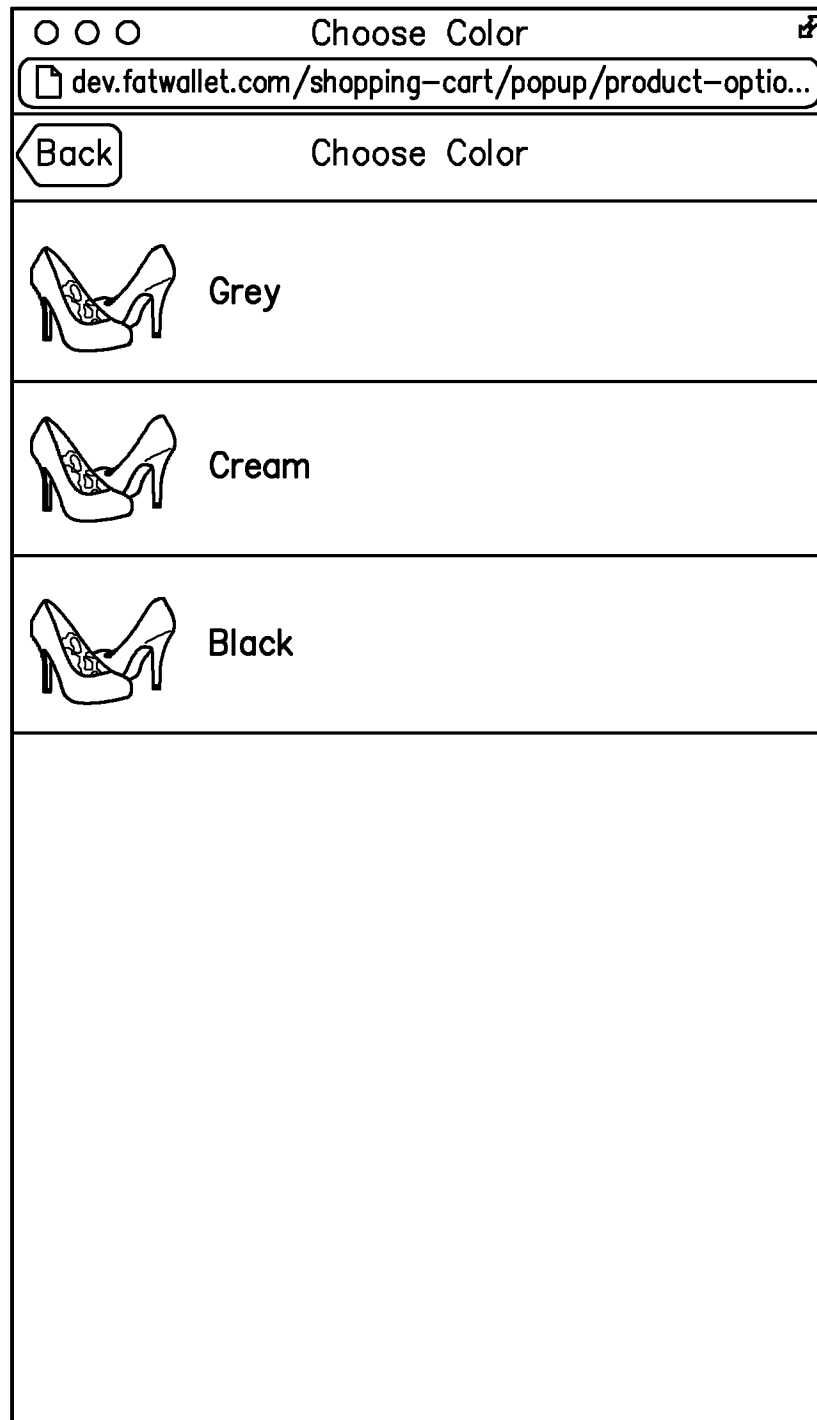 Choose Color
dev.fatwallet.com/shopping-cart/popup/product-optio...
Back
Choose Color
Grey
Cream
Black